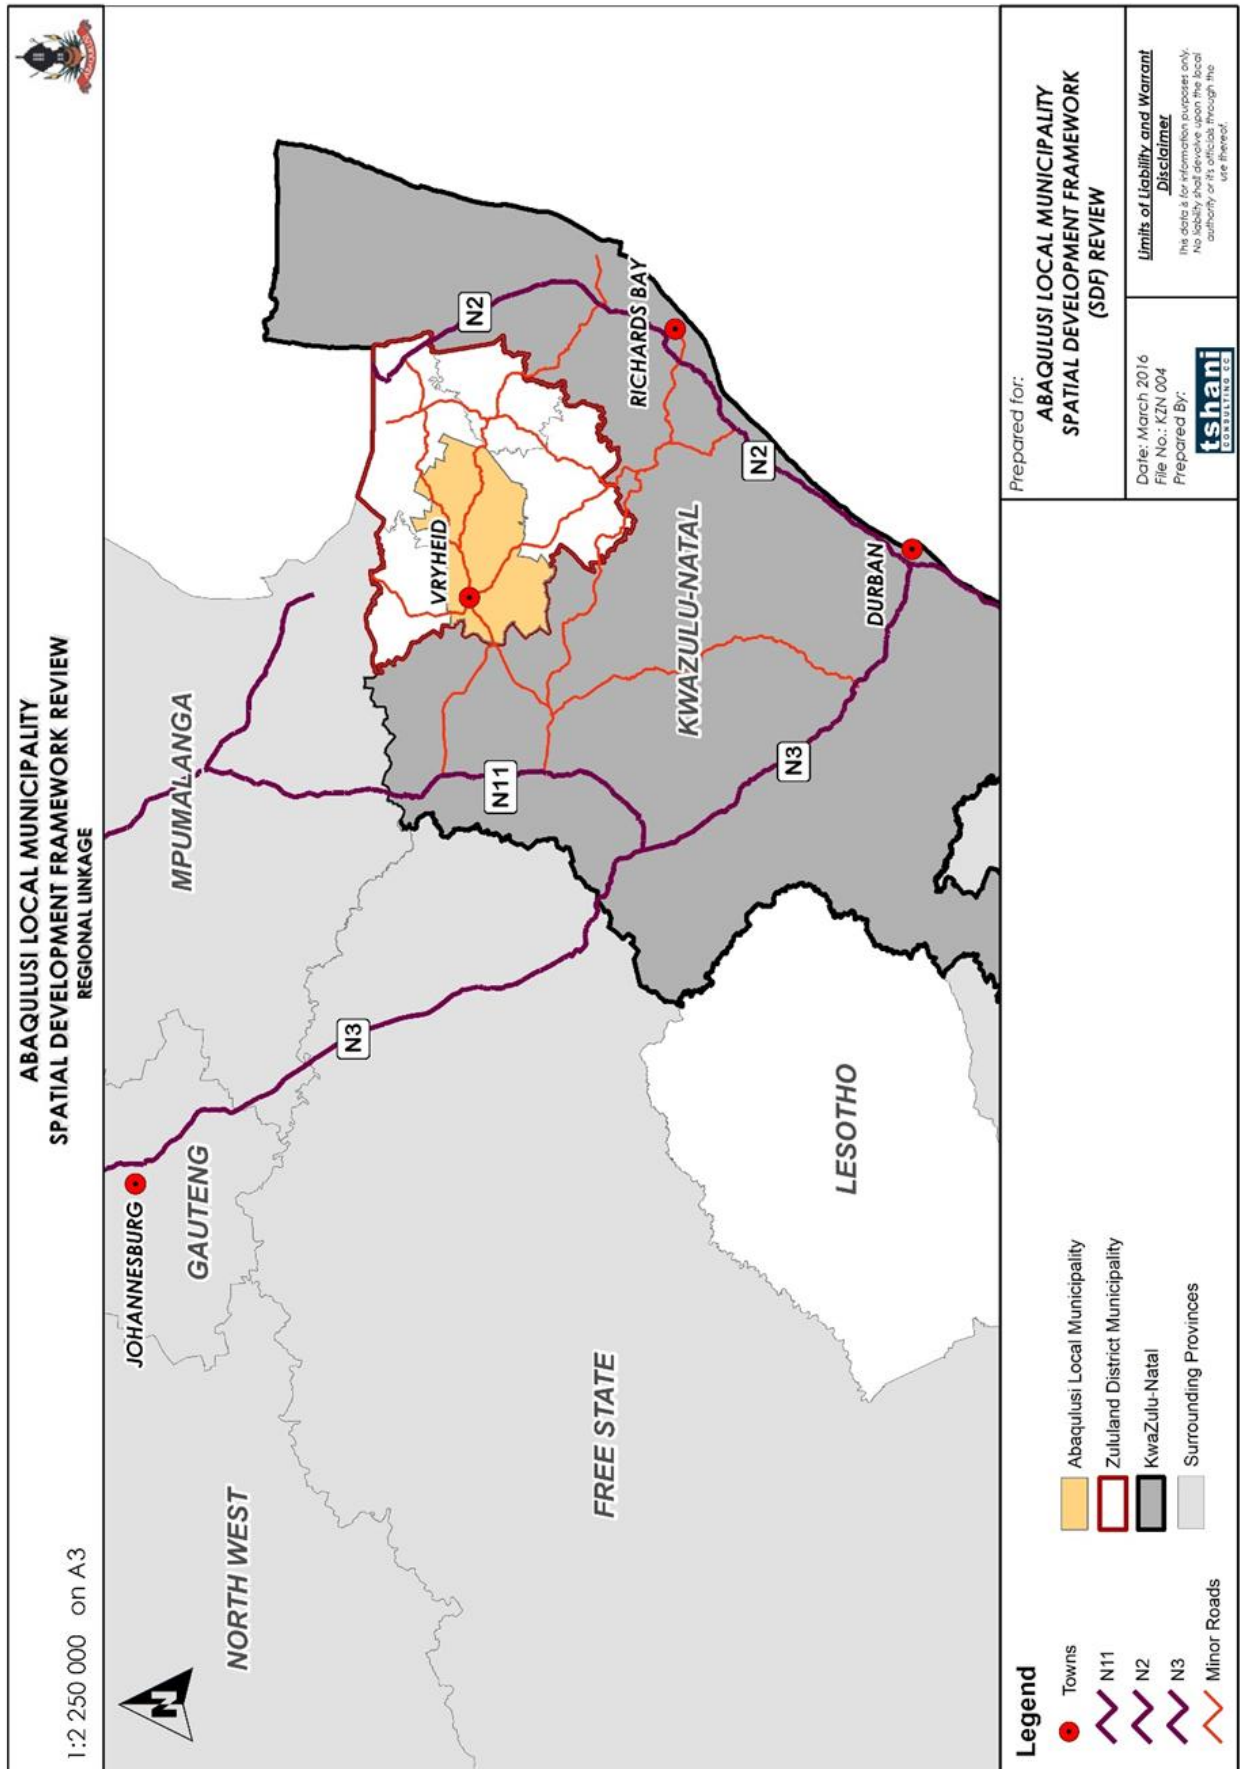 ABAQULUSI LOCAL MUNICIPALITY
SPATIAL DEVELOPMENT FRAMEWORK REVIEW
REGIONAL LINKAGE
1:2 250 000 on A3
N
JOHANNESBURG
GAUTENG
MPUMALANGA
NORTH WEST
N3
FREE STATE
LESOTHO
N11
VRYHEID
N2
RICHARDS BAY
KWAZULU-NATAL
N2
N3
DURBAN
Legend
Towns
N11
N2
N3
Minor Roads
Abaqulusi Local Municipality
Zululand District Municipality
KwaZulu-Natal
Surrounding Provinces
Prepared for:
ABAQULUSI LOCAL MUNICIPALITY
SPATIAL DEVELOPMENT FRAMEWORK
(SDF) REVIEW
Date: March 2016
File No.: KZN 004
Prepared By:
tshani
CONSULTING CC
Limits of Liability and Warrant
Disclaimer
This data is for information purposes only.
No liability shall devolve upon the local
authority or it's officials through the
use thereof.